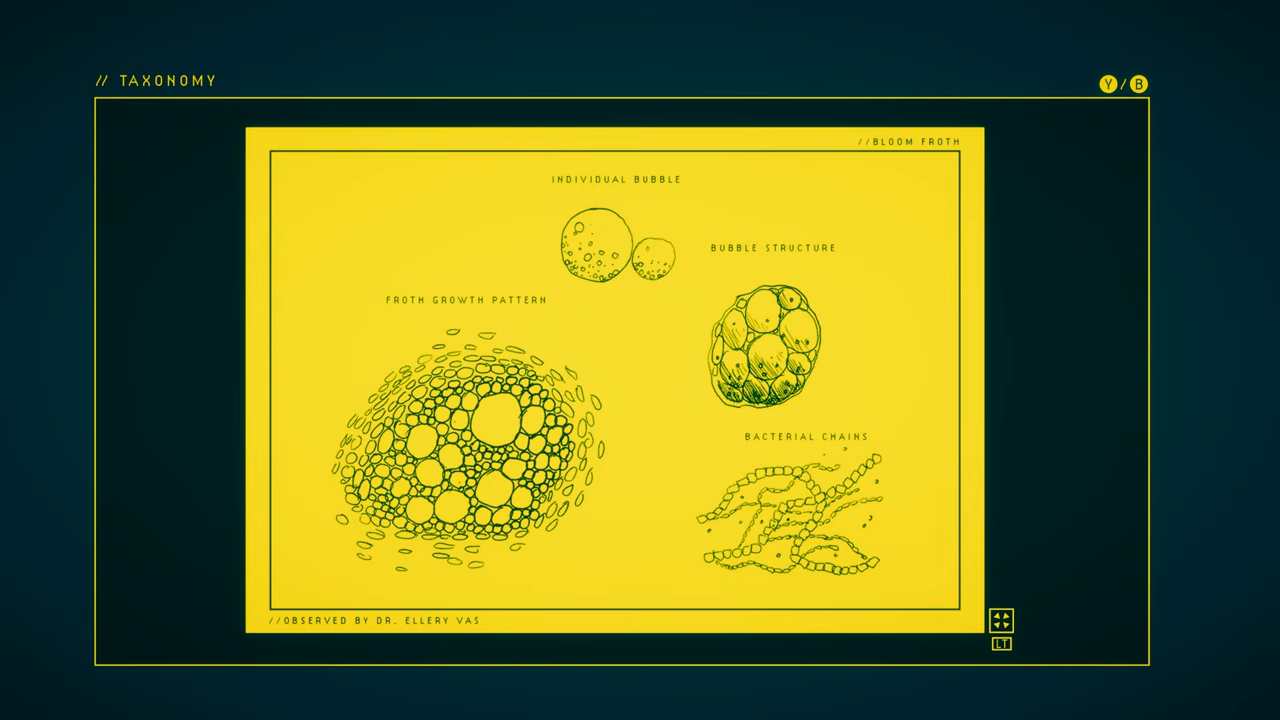 // TAXONOMY
Y / B
//BLOOM FROTH
INDIVIDUAL BUBBLE
BUBBLE STRUCTURE
FROTH GROWTH PATTERN
BACTERIAL CHAINS
//OBSERVED BY DR. ELLERY VAS
LT